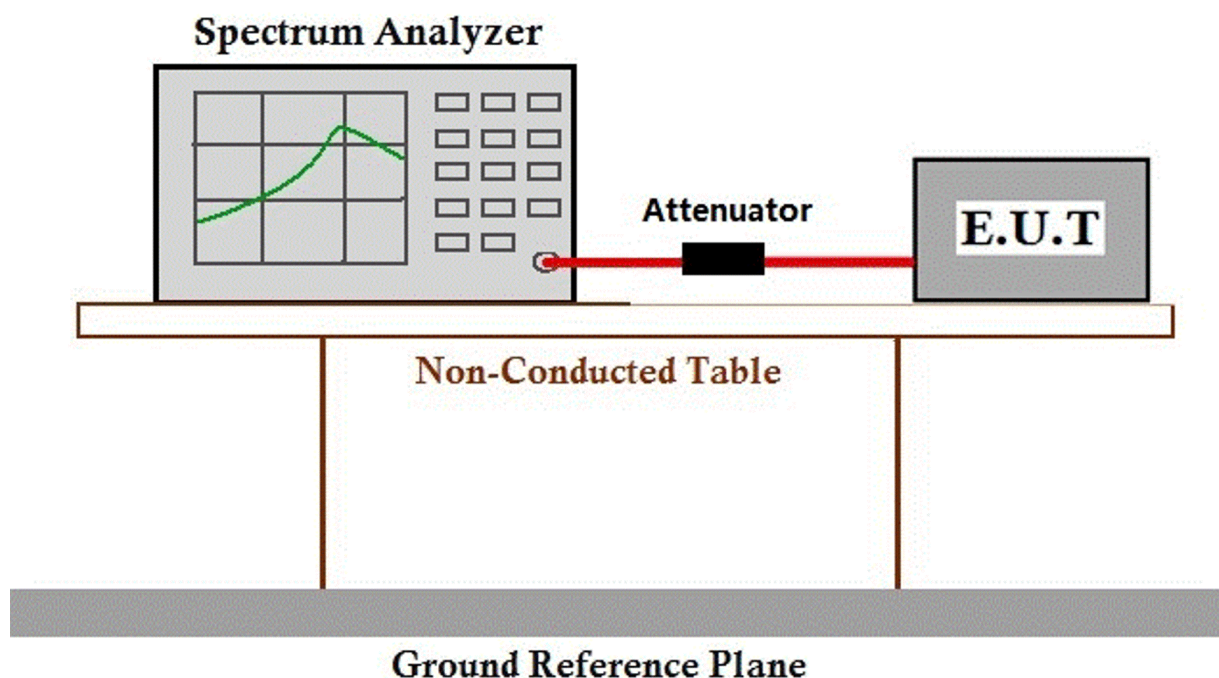 Spectrum Analyzer
Attenuator
E.U.T
Non-Conducted Table
Ground Reference Plane